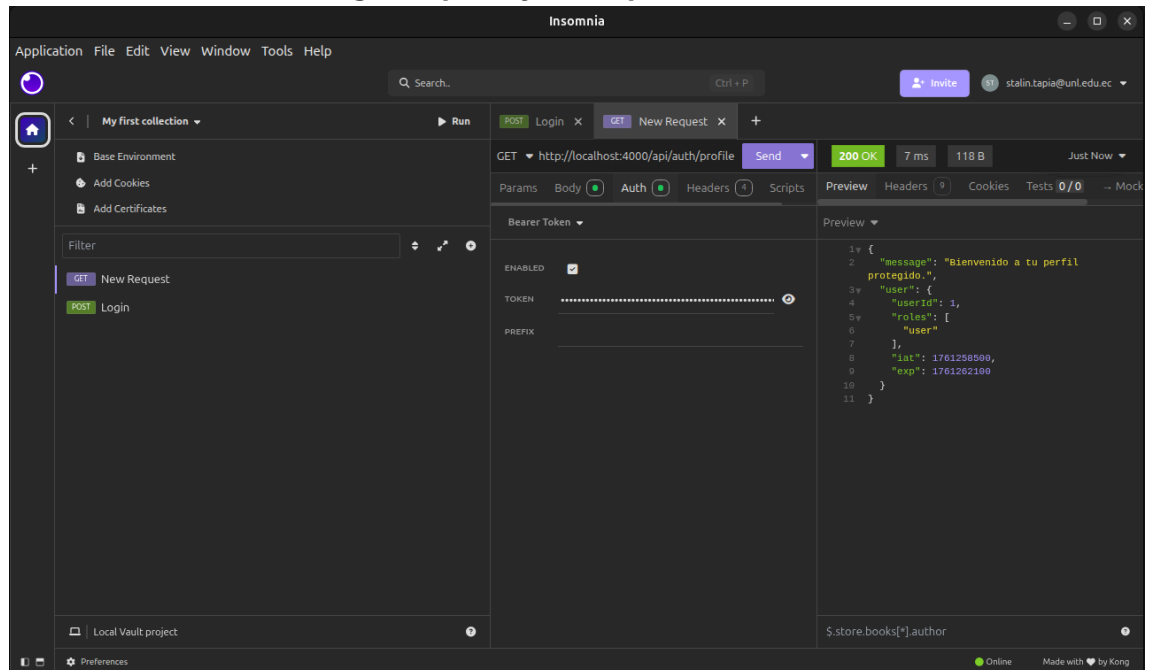 Insomnia
Application File Edit View Window Tools Help
Search.. Ctrl + P Invite ST stalin.tapia@unl.edu.ec
My first collection Run
POST Login GET New Request
Base Environment
Add Cookies
Add Certificates
Filter
GET New Request
POST Login
Local Vault project
GET http://localhost:4000/api/auth/profile Send
Params Body Auth Headers 4 Scripts
Bearer Token
ENABLED
TOKEN ••••••••••••••••••••••••••••••••••••••••••••••••••
PREFIX
200 OK 7 ms 118 B Just Now
Preview Headers 9 Cookies Tests 0 / 0 → Mock
Preview
1 {
2 "message": "Bienvenido a tu perfil
protegido.",
3 "user": {
4 "userId": 1,
5 "roles": [
6 "user"
7 ],
8 "iat": 1761258500,
9 "exp": 1761262100
10 }
11 }
$.store.books[*].author
Preferences Online Made with ♥ by Kong